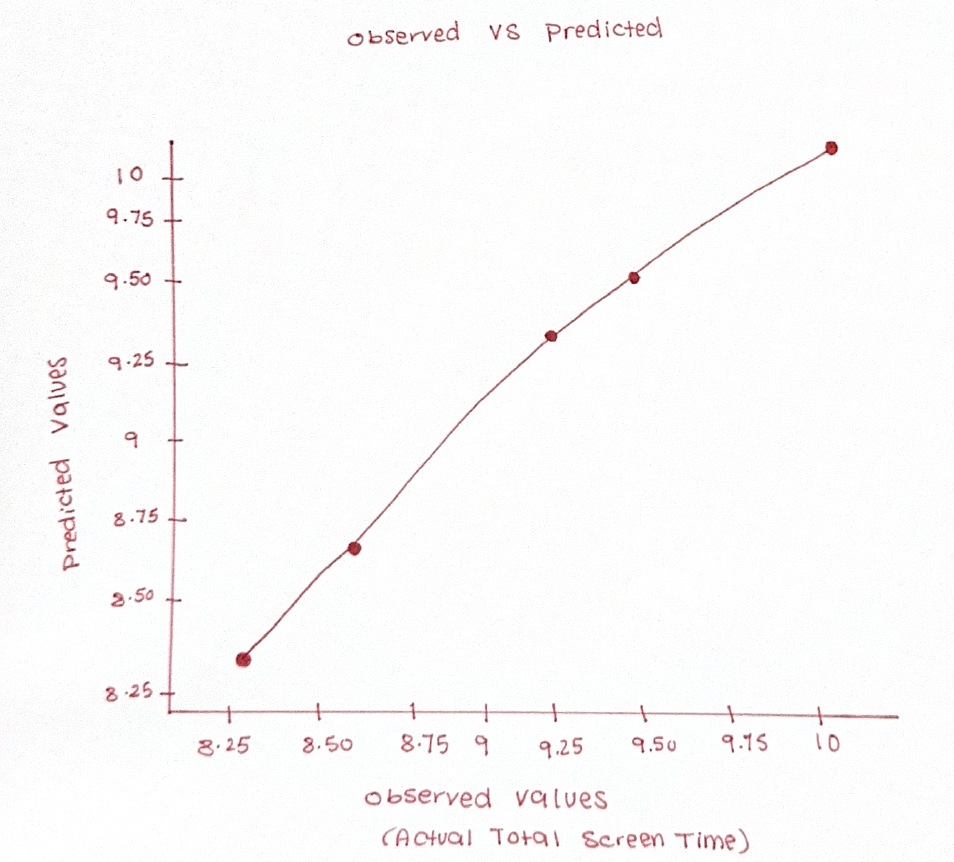 Observed VS Predicted
10
9.75
9.50
9.25
9
8.75
8.50
8.25
Predicted values
8.25 8.50 8.75 9 9.25 9.50 9.75 10
Observed values
(Actual Total Screen Time)